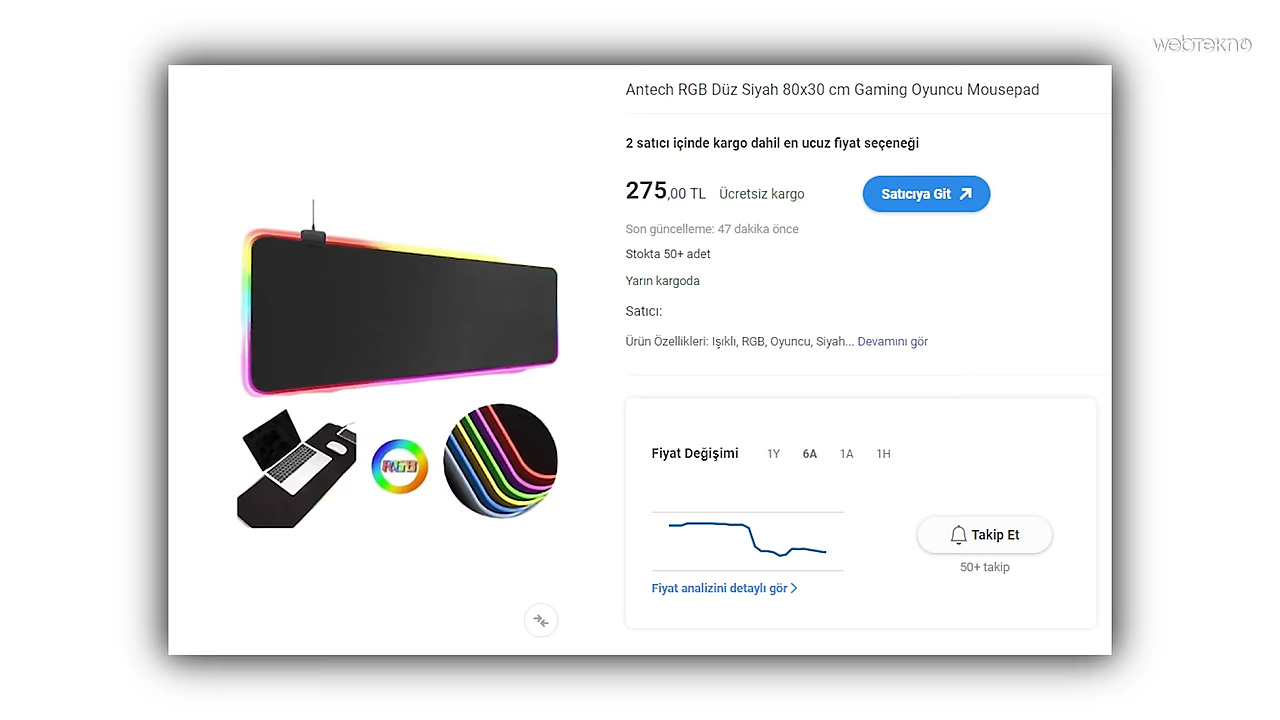 webtekno
Antech RGB Düz Siyah 80x30 cm Gaming Oyuncu Mousepad
2 satıcı içinde kargo dahil en ucuz fiyat seçeneği
275,00 TL Ücretsiz kargo Satıcıya Git
Son güncelleme: 47 dakika önce
Stokta 50+ adet
Yarın kargoda
Satıcı:
Ürün Özellikleri: Işıklı, RGB, Oyuncu, Siyah... Devamını gör
RGB
Fiyat Değişimi 1Y 6A 1A 1H
Takip Et
50+ takip
Fiyat analizini detaylı gör